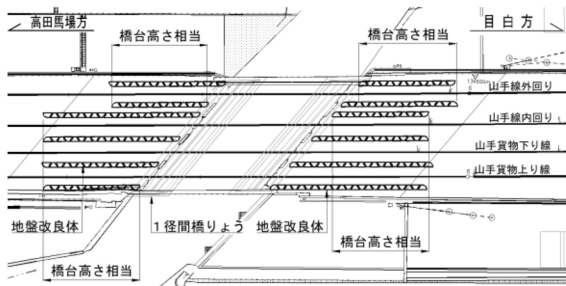 高田馬場方
目白方
橋台高さ相当
橋台高さ相当
山手線外回り
山手線内回り
山手貨物下り線
山手貨物上り線
地盤改良体
1径間橋りょう
地盤改良体
橋台高さ相当
橋台高さ相当